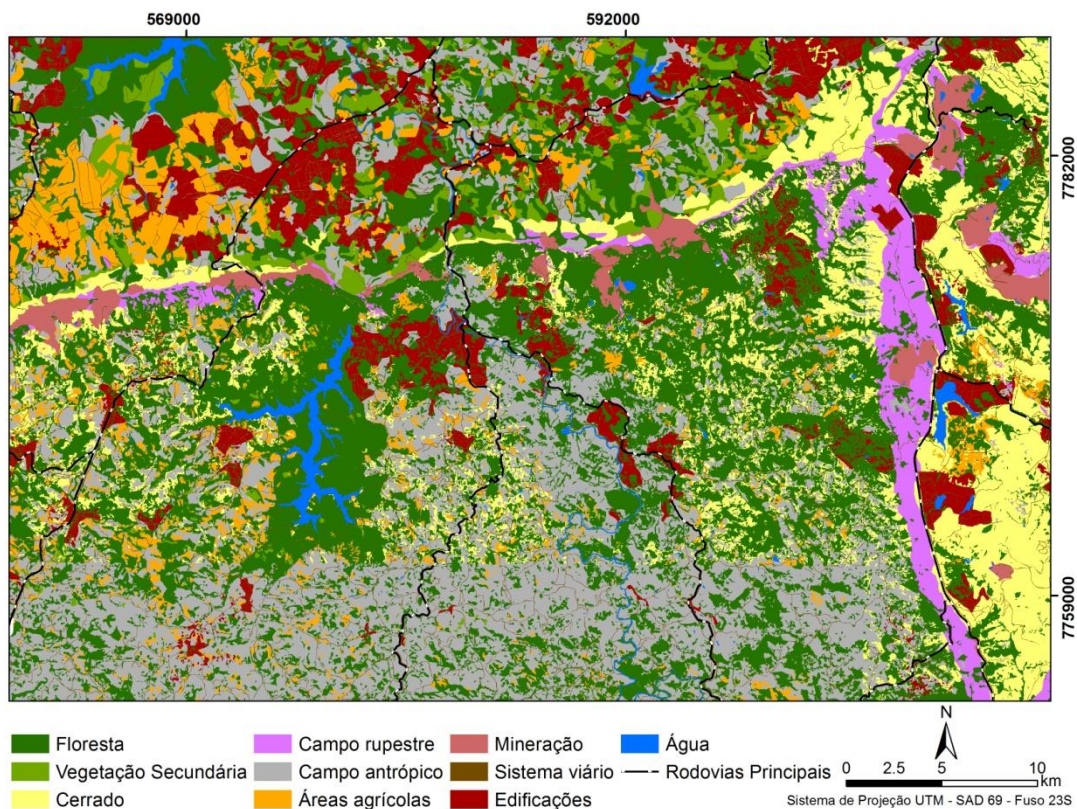 569000 592000
7782000
7759000
N
Floresta Campo rupestre Mineração Água
Vegetação Secundária Campo antrópico Sistema viário Rodovias Principais
Cerrado Áreas agrícolas Edificações
0 2.5 5 10
km
Sistema de Projeção UTM - SAD 69 - Fuso 23S